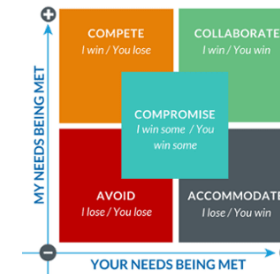 COMPETE
I win / You lose
COLLABORATE
I win / You win
COMPROMISE
I win some / You
win some
AVOID
I lose / You lose
ACCOMMODATE
I lose / You win
MY NEEDS BEING MET
YOUR NEEDS BEING MET